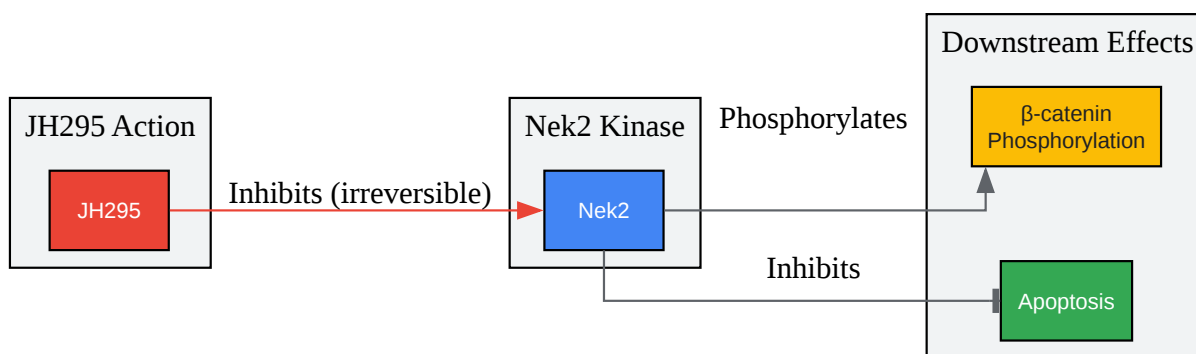 Downstream Effects
JH295 Action
Nek2 Kinase
Phosphorylates
β-catenin
Phosphorylation
JH295
Inhibits (irreversible)
Nek2
Inhibits
Apoptosis